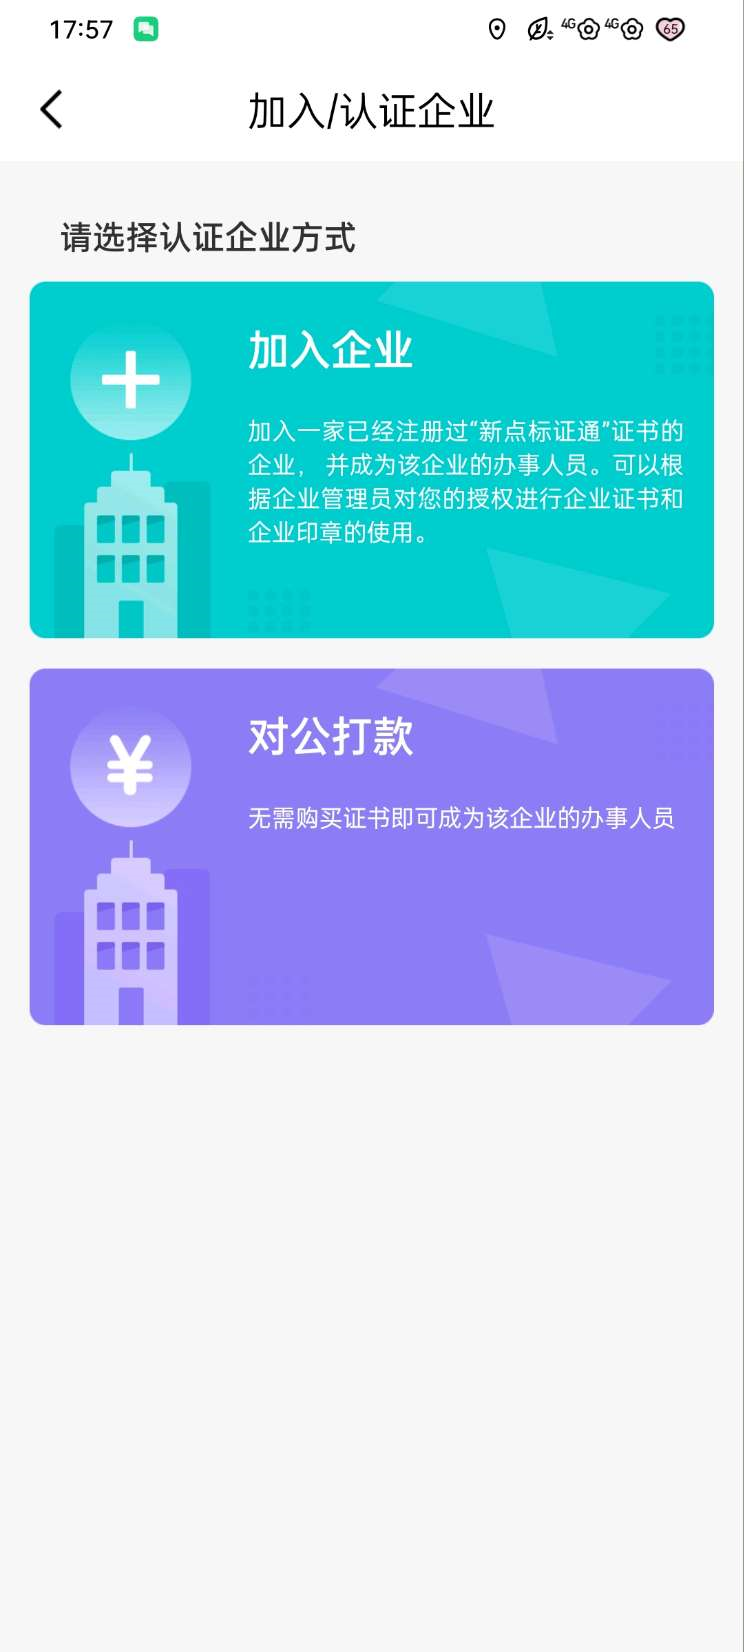 17:57
4G 4G 65
加入/认证企业
请选择认证企业方式
加入企业
加入一家已经注册过“新点标证通”证书的
企业， 并成为该企业的办事人员。可以根
据企业管理员对您的授权进行企业证书和
企业印章的使用。
¥
对公打款
无需购买证书即可成为该企业的办事人员